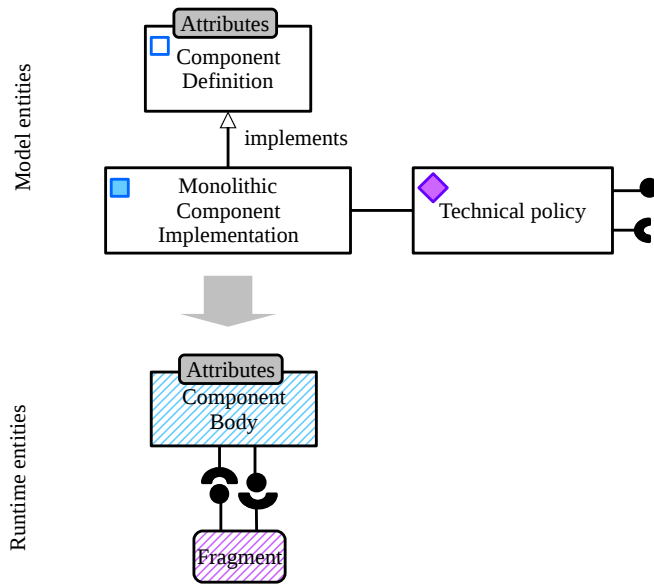 Model entities
Attributes
Component
Definition
implements
Monolithic
Component
Implementation
Technical policy
Runtime entities
Attributes
Component
Body
Fragment